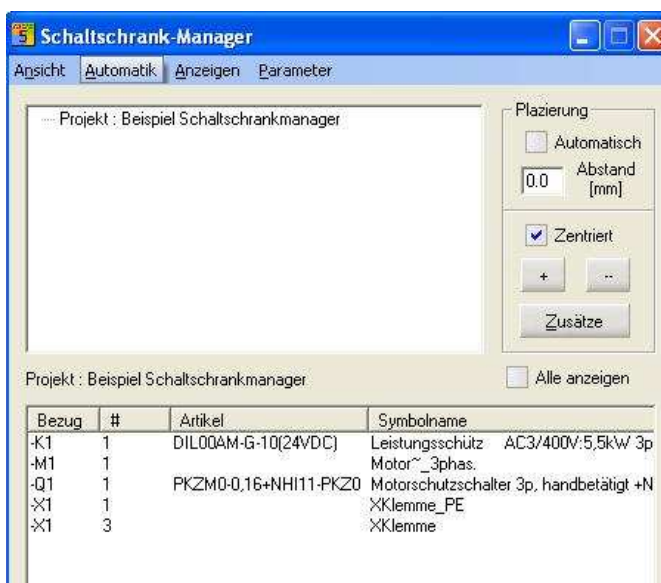 Schaltschrank-Manager
Ansicht Automatik Anzeigen Parameter
Projekt : Beispiel Schaltschrankmanager
Plazierung
Automatisch
0.0 Abstand
[mm]
Zentriert
+ --
Zusätze
Projekt : Beispiel Schaltschrankmanager
Alle anzeigen
Bezug # Artikel Symbolname
-K1 1 DIL00AM-G-10(24VDC) Leistungsschütz AC3/400V:5,5kW 3p
-M1 1 Motor~_3phas.
-Q1 1 PKZM0-0,16+NHI11-PKZ0 Motorschutzschalter 3p, handbetätigt +N
-X1 1 XKlemme_PE
-X1 3 XKlemme